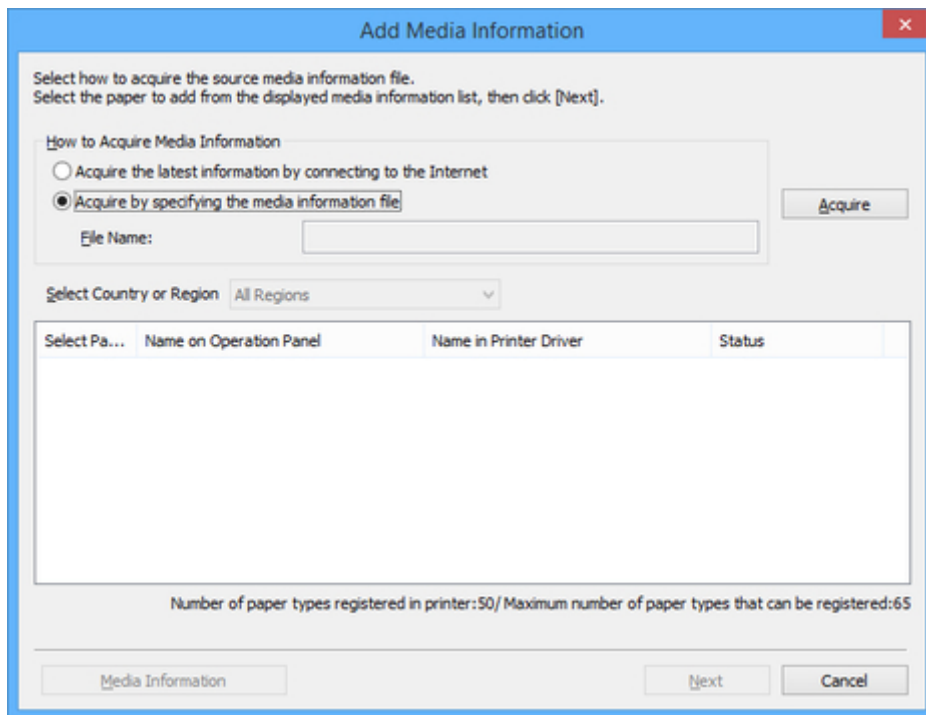 Add Media Information
Select how to acquire the source media information file.
Select the paper to add from the displayed media information list, then click [Next].
How to Acquire Media Information
Acquire the latest information by connecting to the Internet
Acquire by specifying the media information file
Acquire
File Name:
Select Country or Region All Regions
Select Pa... Name on Operation Panel Name in Printer Driver Status
Number of paper types registered in printer:50/ Maximum number of paper types that can be registered:65
Media Information Next Cancel